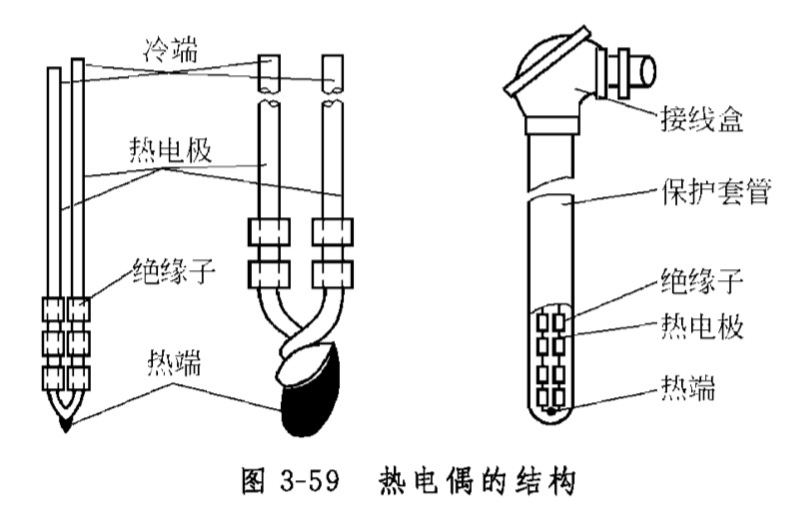 冷端
热电极
绝缘子
热端
接线盒
保护套管
绝缘子
热电极
热端
图 3-59 热电偶的结构